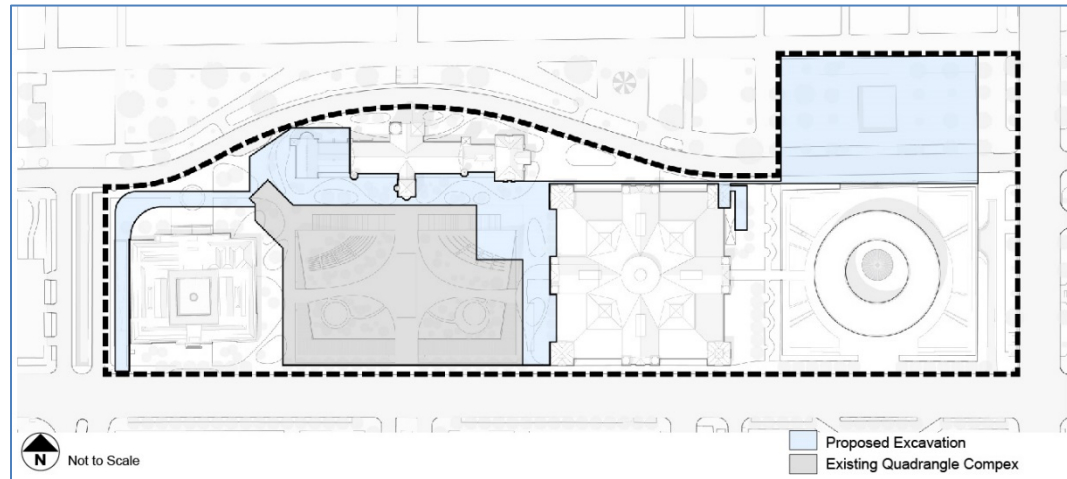 N
Not to Scale
Proposed Excavation
Existing Quadrangle Compex